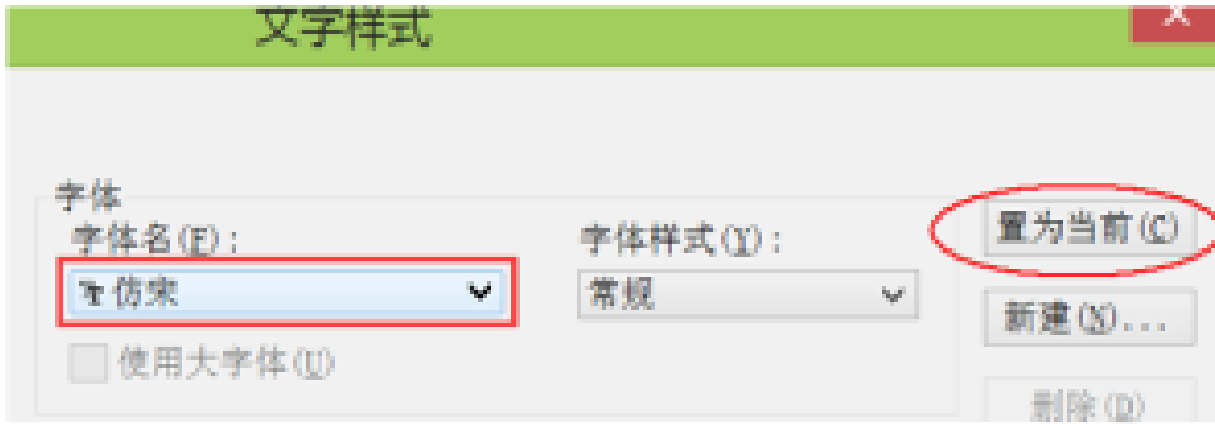 文字样式
字体
字体名(F):
字体样式(Y):
置为当前(C)
仿宋
常规
新建(N)...
使用大字体(U)
删除(D)